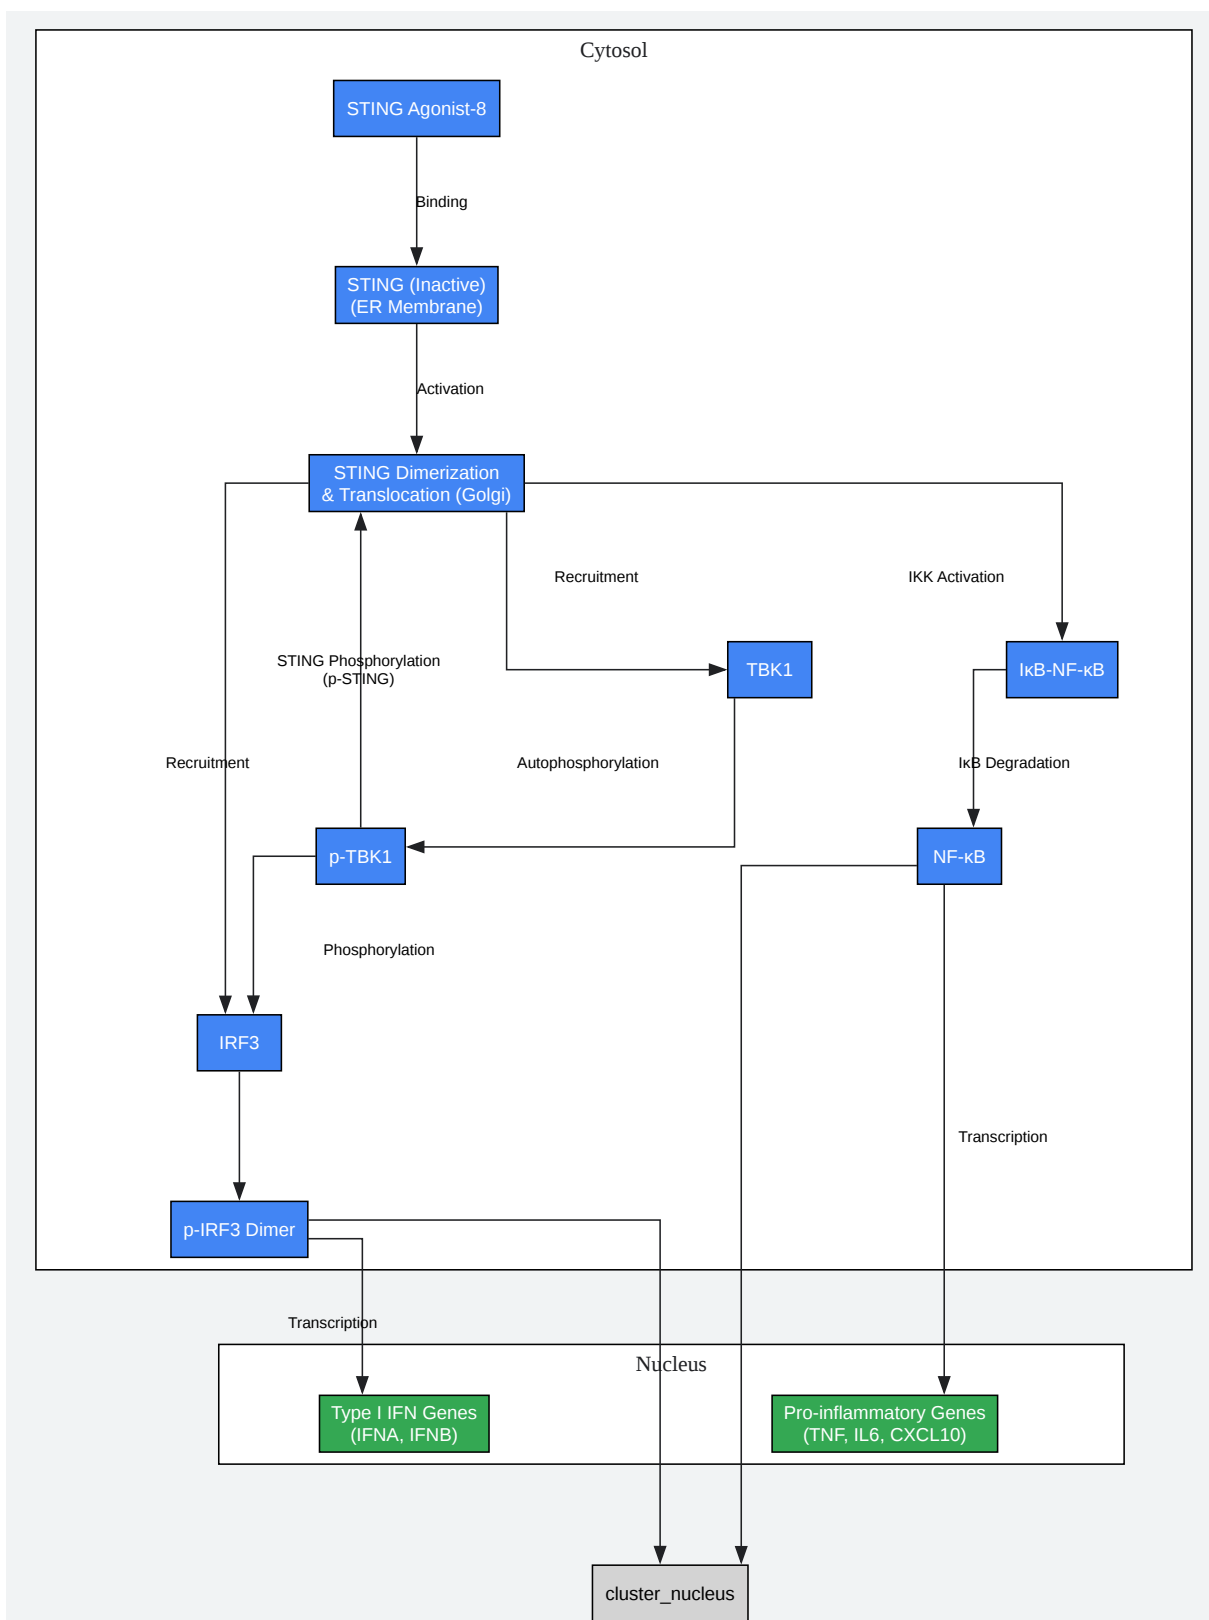 Cytosol
STING Agonist-8
Binding
STING (Inactive)
(ER Membrane)
Activation
STING Dimerization
& Translocation (Golgi)
Recruitment
IKK Activation
STING Phosphorylation
(p-STING)
TBK1
IκB-NF-κB
Recruitment
Autophosphorylation
IκB Degradation
p-TBK1
NF-κB
Phosphorylation
IRF3
Transcription
p-IRF3 Dimer
Transcription
Nucleus
Type I IFN Genes
(IFNA, IFNB)
Pro-inflammatory Genes
(TNF, IL6, CXCL10)
cluster_nucleus